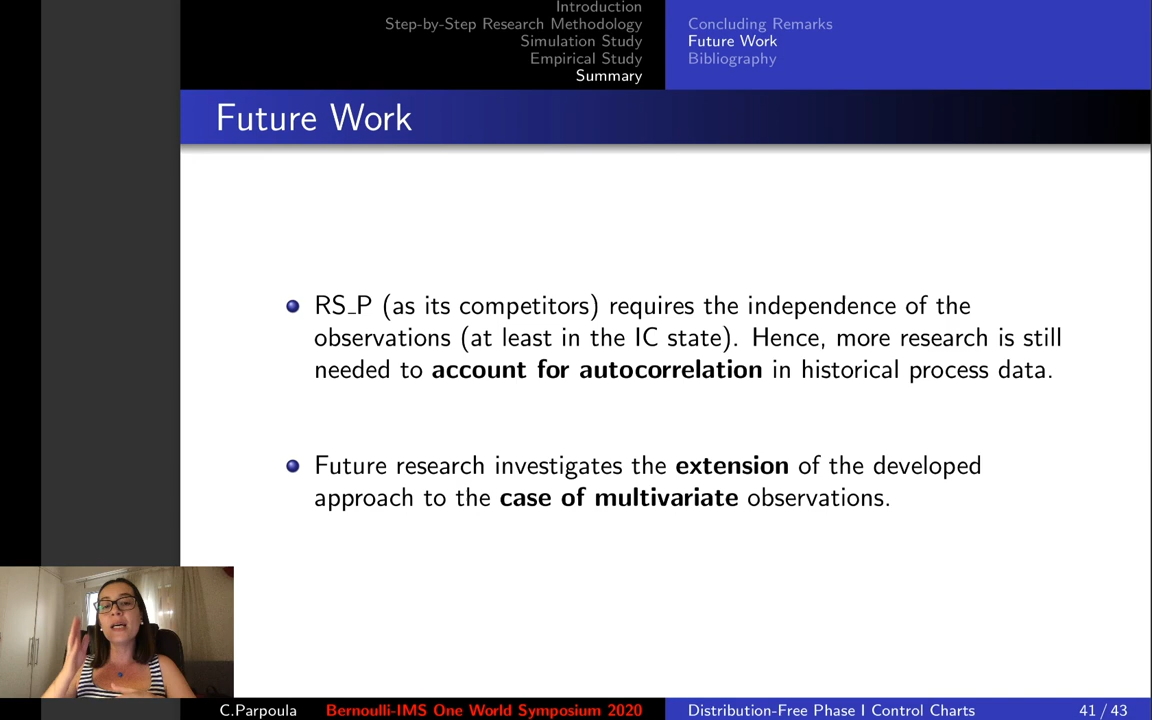 Introduction
Step-by-Step Research Methodology
Simulation Study
Empirical Study
Summary
Concluding Remarks
Future Work
Bibliography
Future Work
RS_P (as its competitors) requires the independence of the
observations (at least in the IC state). Hence, more research is still
needed to account for autocorrelation in historical process data.
Future research investigates the extension of the developed
approach to the case of multivariate observations.
C.Parpoula
Bernoulli-IMS One World Symposium 2020
Distribution-Free Phase I Control Charts
41 / 43